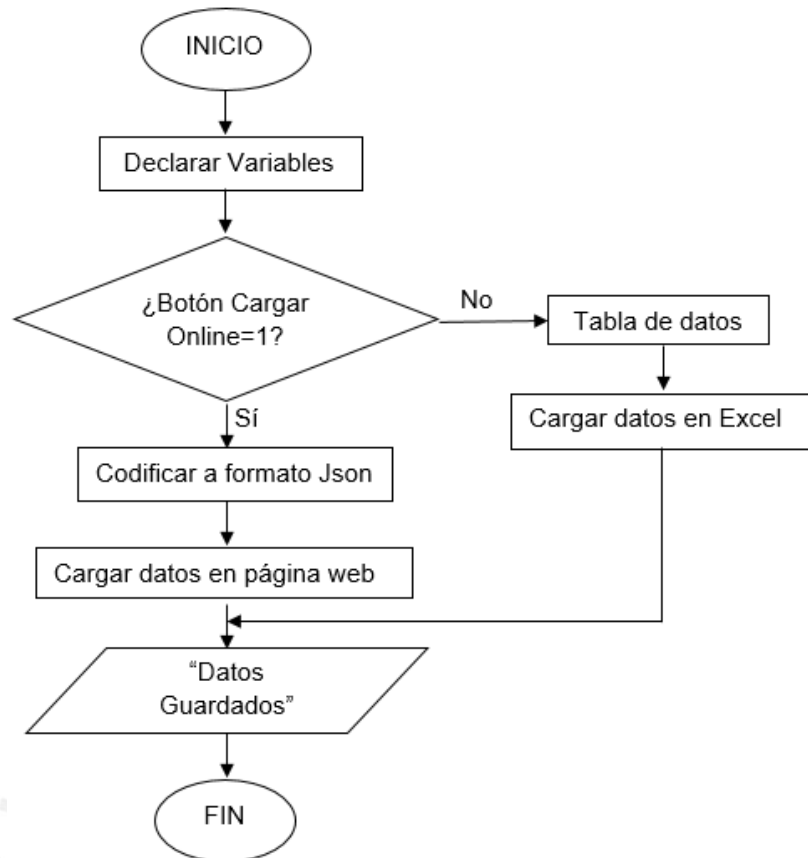 INICIO
Declarar Variables
¿Botón Cargar
Online=1?
No
Tabla de datos
Cargar datos en Excel
Sí
Codificar a formato Json
Cargar datos en página web
“Datos
Guardados”
FIN